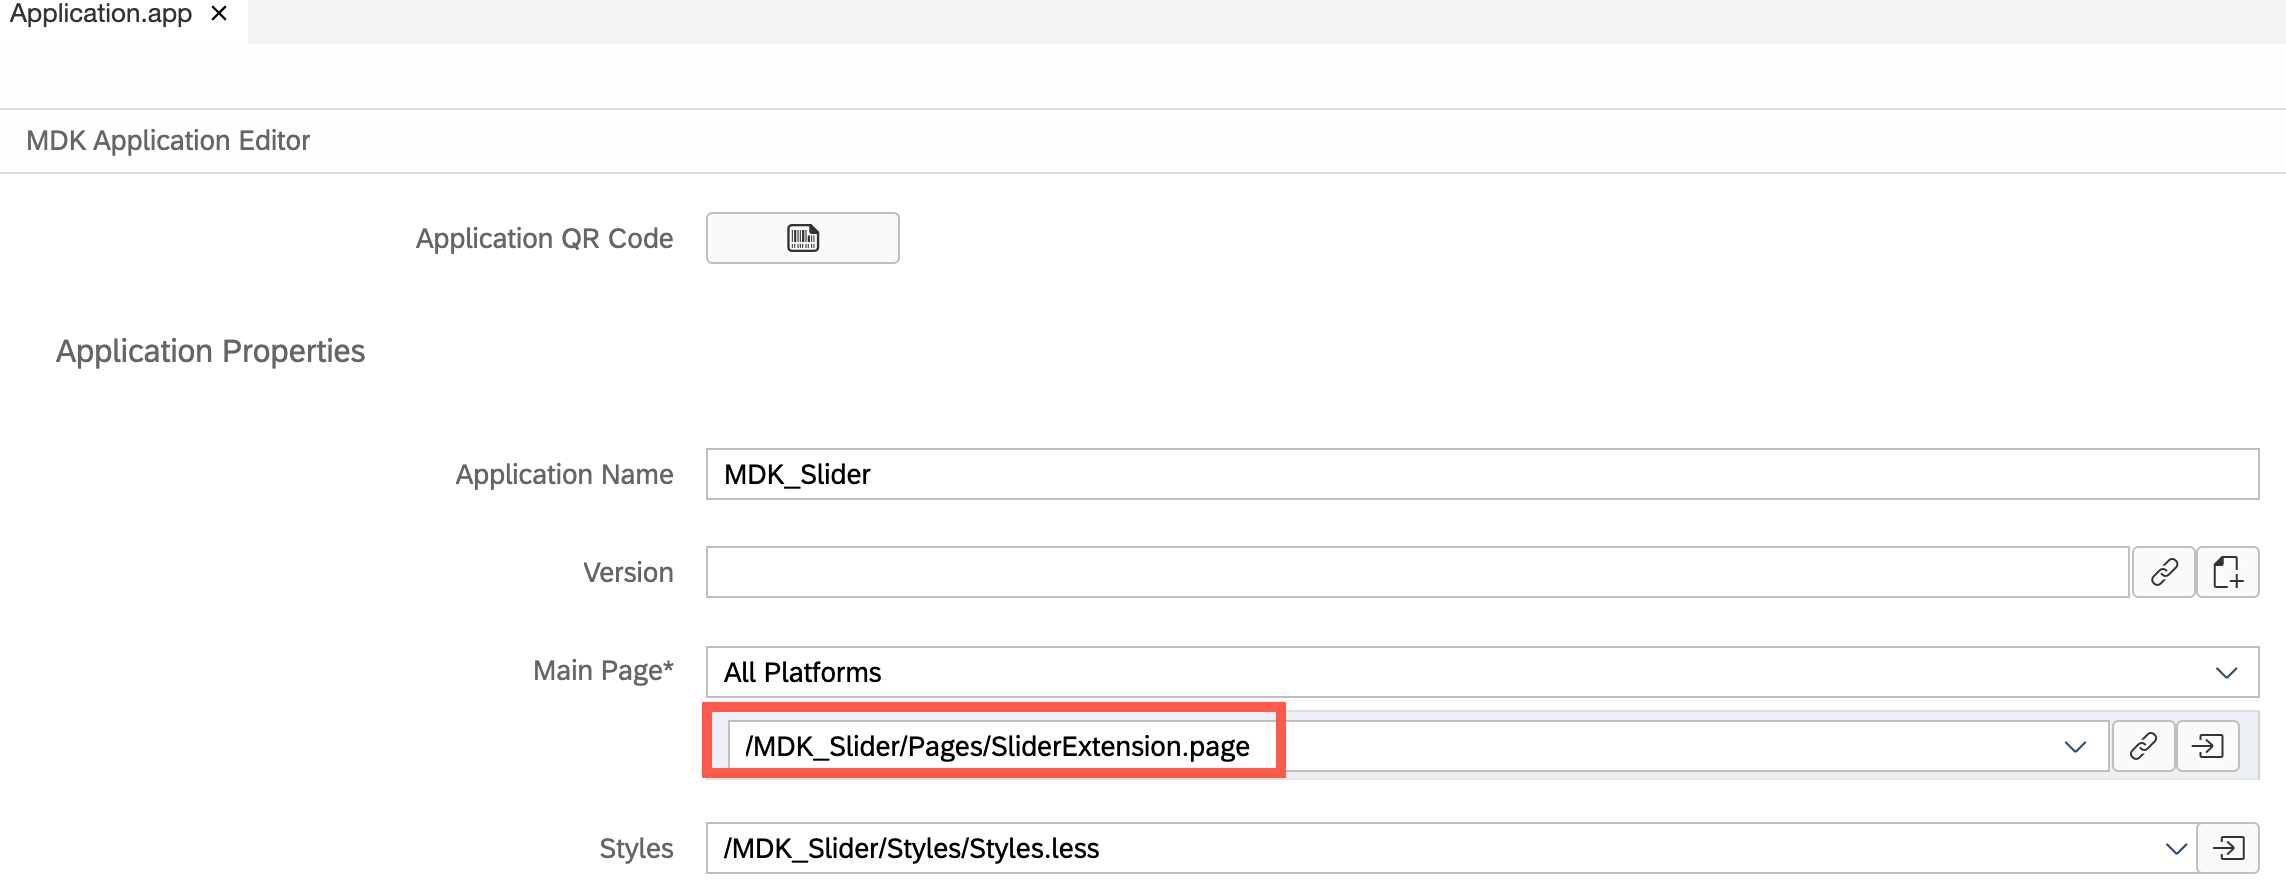 Application.app ×
MDK Application Editor
Application QR Code
Application Properties
Application Name MDK_Slider
Version
Main Page* All Platforms
/MDK_Slider/Pages/SliderExtension.page
Styles /MDK_Slider/Styles/Styles.less